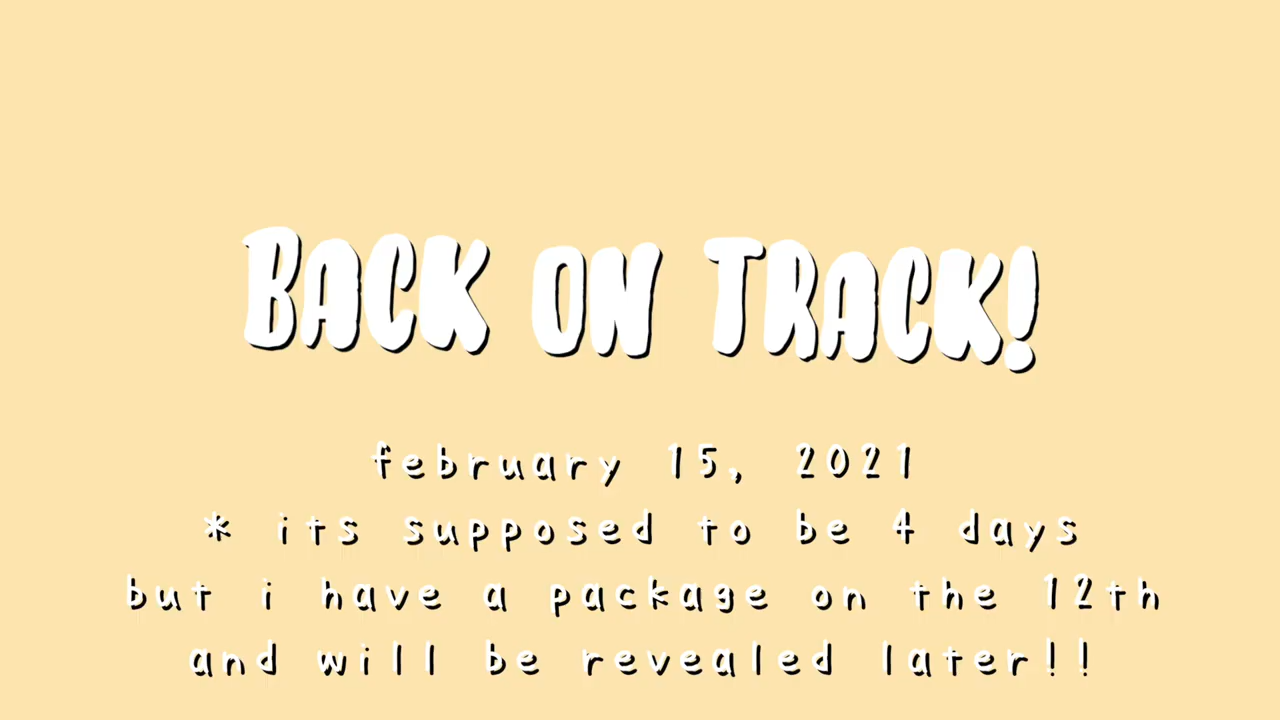 BACK ON TRACK!
february 15, 2021
* its supposed to be 4 days
but i have a package on the 12th
and will be revealed later!!